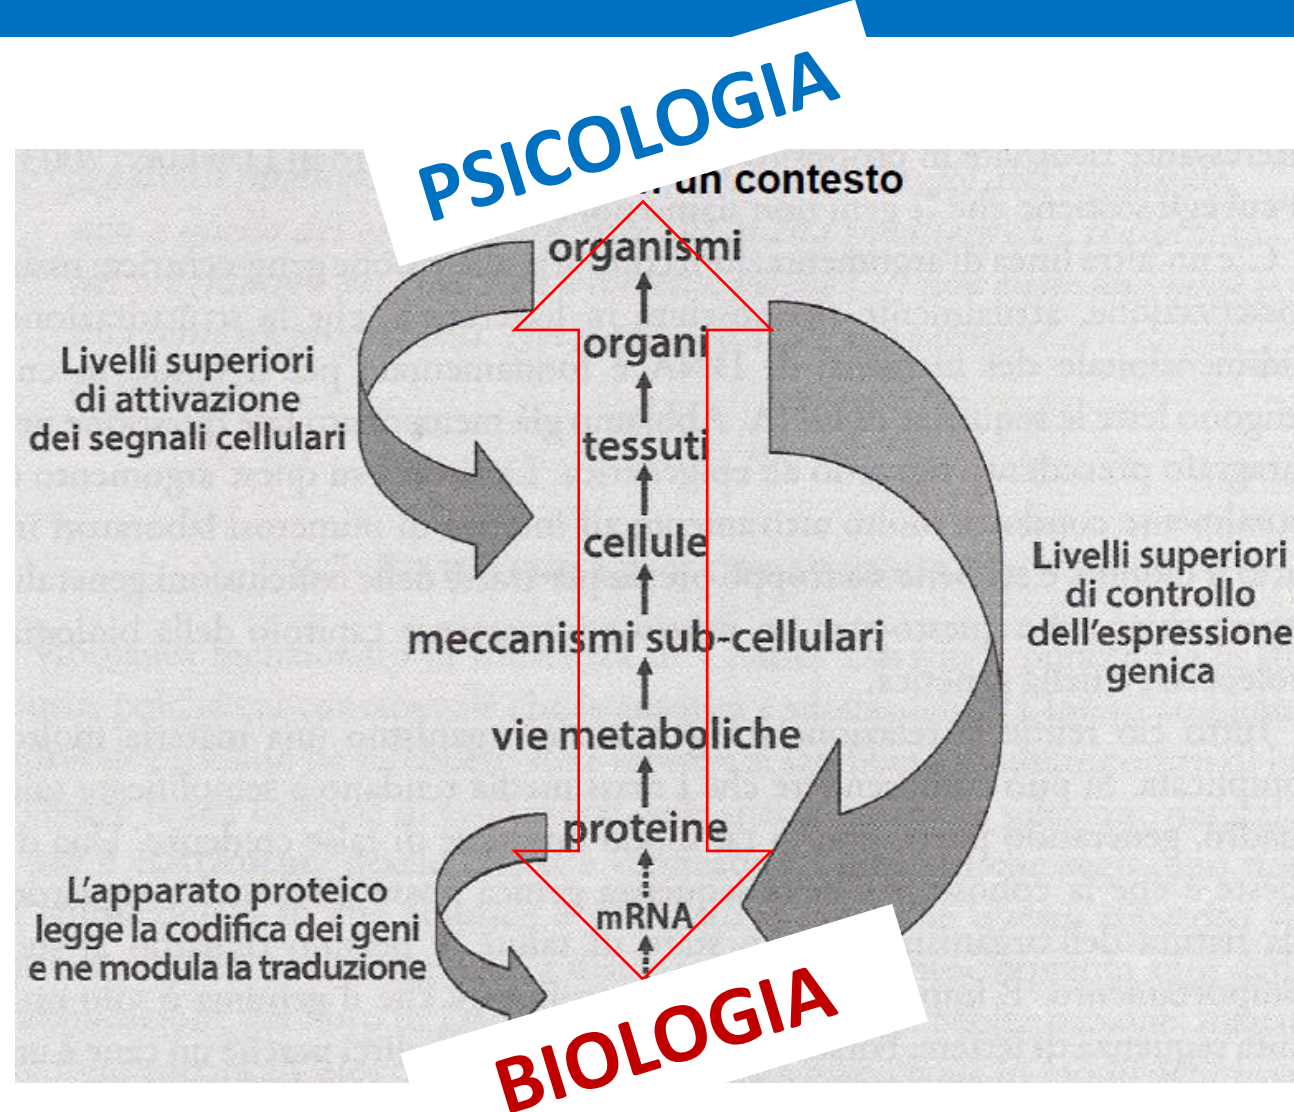 PSICOLOGIA
un contesto
organismi
organi
tessuti
cellule
meccanismi sub-cellulari
vie metaboliche
proteine
mRNA
Livelli superiori
di attivazione
dei segnali cellulari
Livelli superiori
di controllo
dell'espressione
genica
L'apparato proteico
legge la codifica dei geni
e ne modula la traduzione
BIOLOGIA